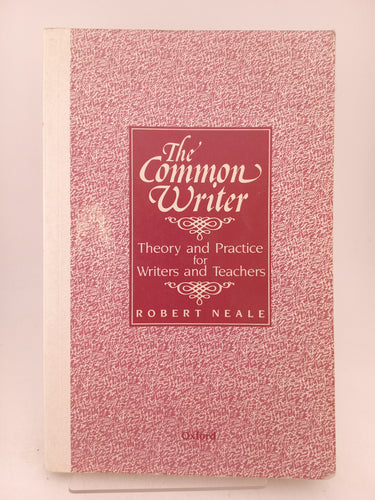 The
Common
Writer
Theory and Practice
for
Writers and Teachers
ROBERT NEALE
Oxford